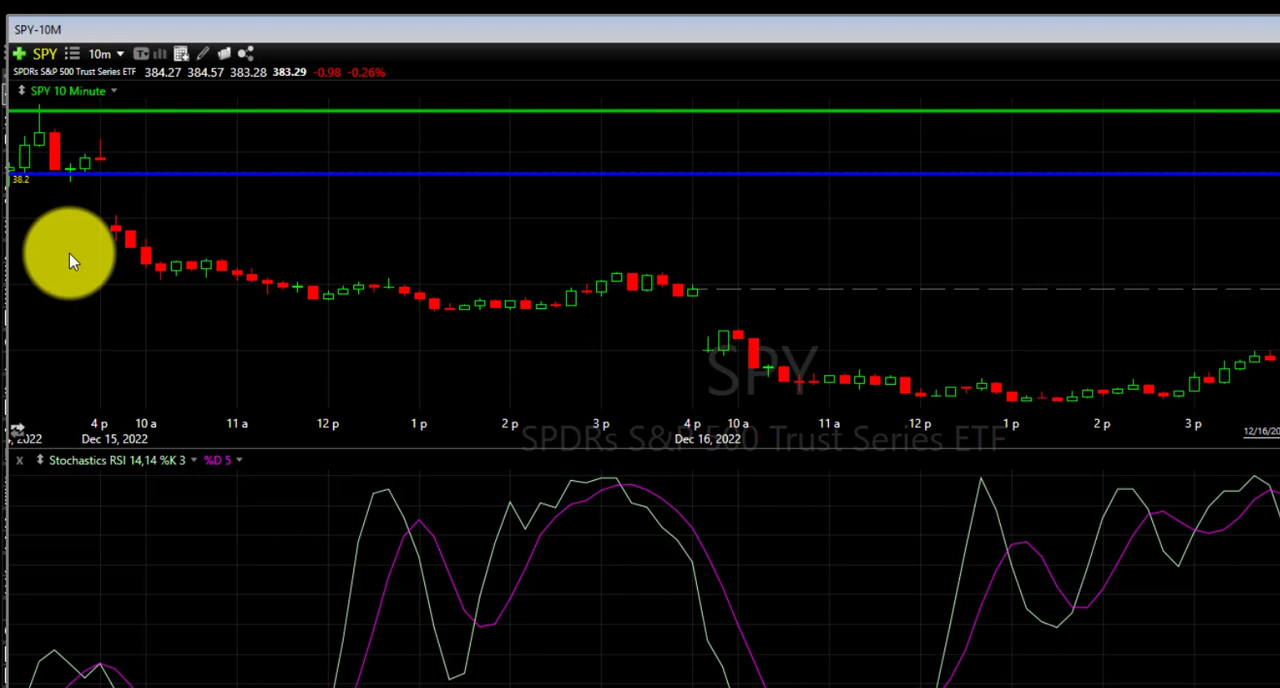 SPY-10M
SPY 10m
SPDRs S&P 500 Trust Series ETF 384.27 384.57 383.28 383.29 -0.98 -0.26%
SPY 10 Minute
38.2
SPY
4 p 10 a 11 a 12 p 1 p 2 p 3 p 4 p 10 a 11 a 12 p 1 p 2 p 3 p
, 2022 Dec 15, 2022 Dec 16, 2022 12/16/20
SPDRs S&P 500 Trust Series ETF
X Stochastics RSI 14,14 %K 3 %D 5